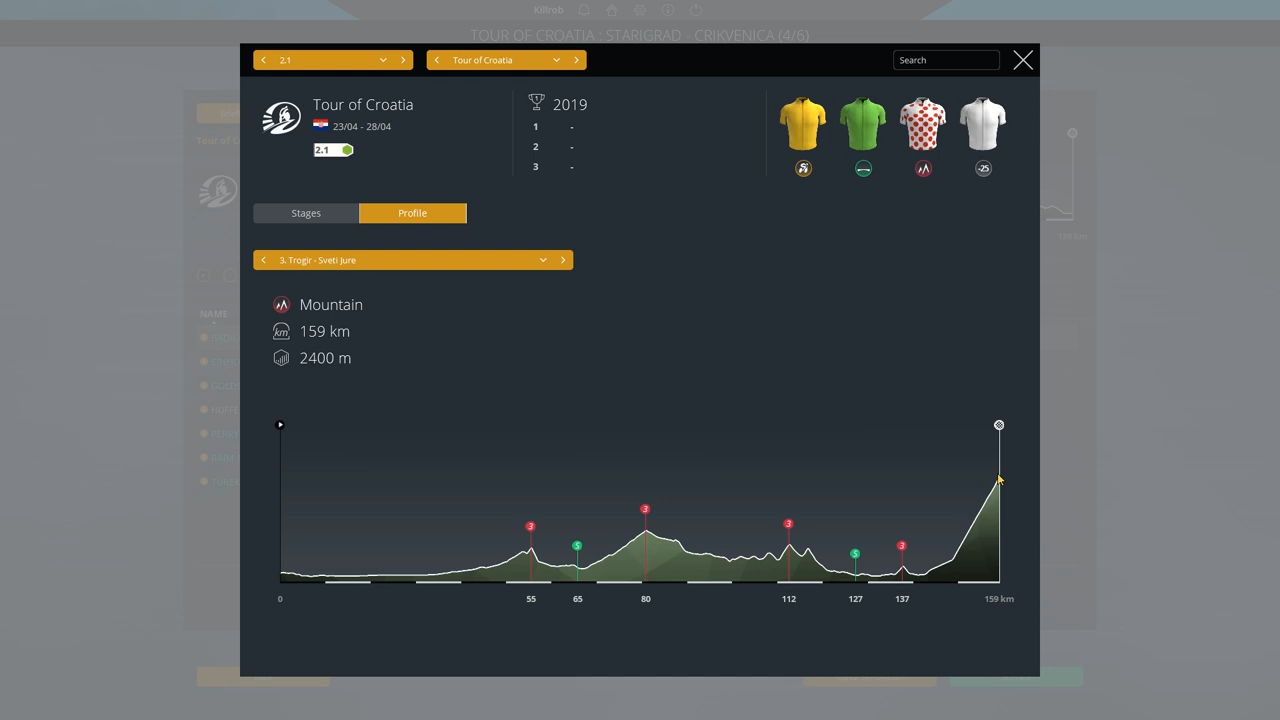 Killrob
TOUR OF CROATIA : STARIGRAD - CRIKVENICA (4/6)
2.1
Tour of Croatia
Search
Tour of Croatia
23/04 - 28/04
2.1
2019
1 -
2 -
3 -
-25
Stages
Profile
3. Trogir - Sveti Jure
Mountain
km 159 km
2400 m
NAME
3
S
3
3
S
3
0 55 65 80 112 127 137 159 km